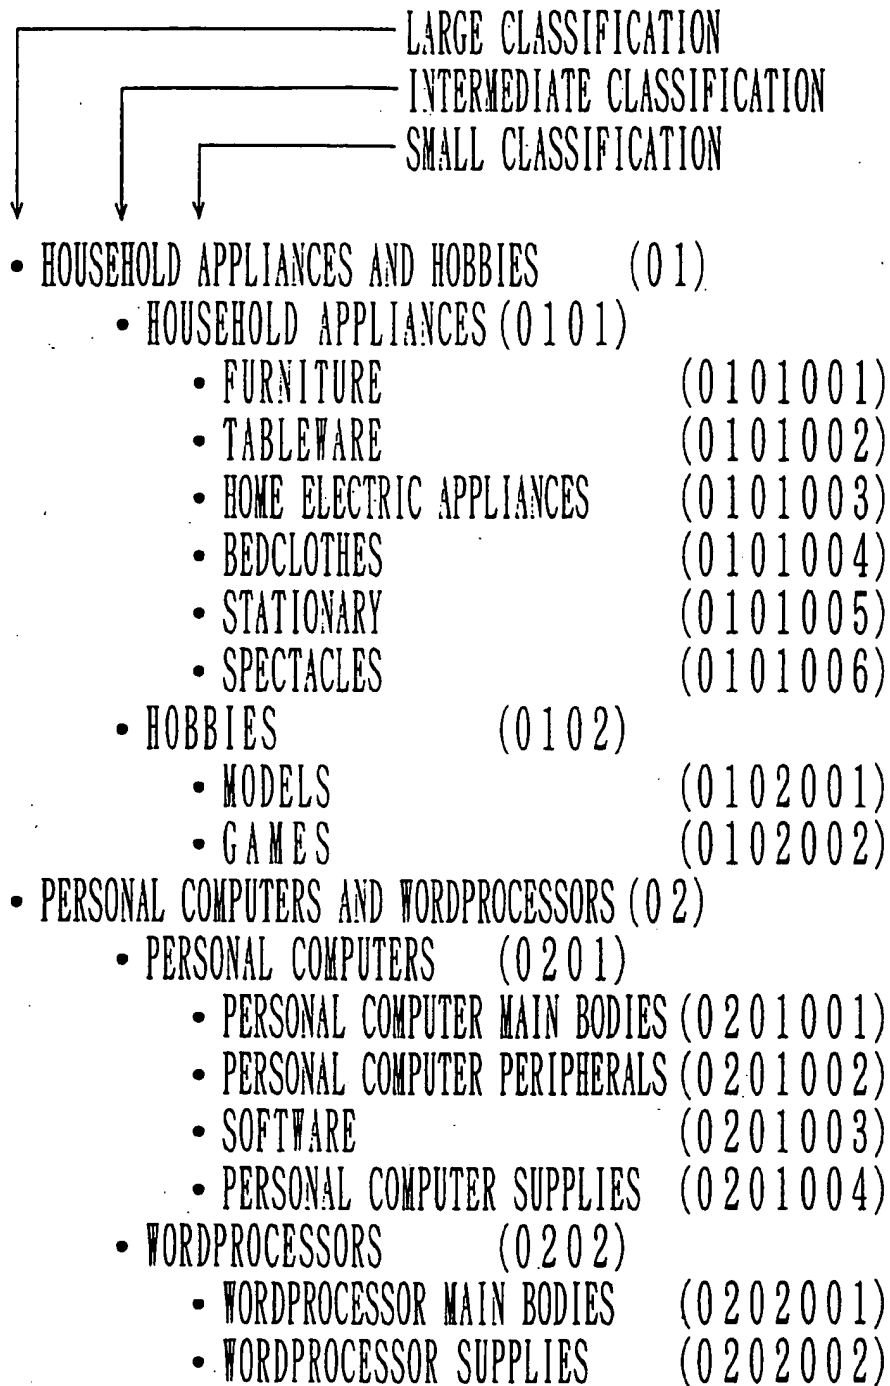 LARGE CLASSIFICATION
INTERMEDIATE CLASSIFICATION
SMALL CLASSIFICATION
• HOUSEHOLD APPLIANCES AND HOBBIES (01)
• HOUSEHOLD APPLIANCES (0101)
• FURNITURE (0101001)
• TABLEWARE (0101002)
• HOME ELECTRIC APPLIANCES (0101003)
• BEDCLOTHES (0101004)
• STATIONARY (0101005)
• SPECTACLES (0101006)
• HOBBIES (0102)
• MODELS (0102001)
• GAMES (0102002)
• PERSONAL COMPUTERS AND WORDPROCESSORS (02)
• PERSONAL COMPUTERS (0201)
• PERSONAL COMPUTER MAIN BODIES (0201001)
• PERSONAL COMPUTER PERIPHERALS (0201002)
• SOFTWARE (0201003)
• PERSONAL COMPUTER SUPPLIES (0201004)
• WORDPROCESSORS (0202)
• WORDPROCESSOR MAIN BODIES (0202001)
• WORDPROCESSOR SUPPLIES (0202002)